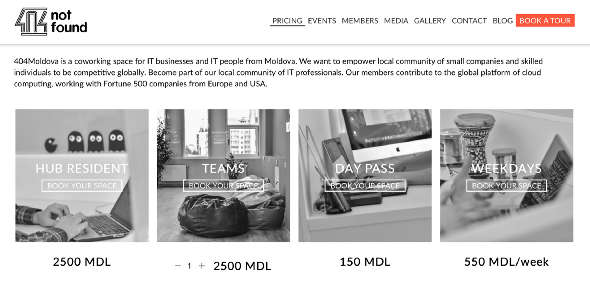 404 not found
PRICING EVENTS MEMBERS MEDIA GALLERY CONTACT BLOG BOOK A TOUR
404Moldova is a coworking space for IT businesses and IT people from Moldova. We want to empower local community of small companies and skilled
individuals to be competitive globally. Become part of our local community of IT professionals. Our members contribute to the global platform of cloud
computing, working with Fortune 500 companies from Europe and USA.
HUB RESIDENT
BOOK YOUR SPACE
2500 MDL
TEAMS
BOOK YOUR SPACE
− 1 + 2500 MDL
DAY PASS
BOOK YOUR SPACE
150 MDL
WEEKDAYS
BOOK YOUR SPACE
550 MDL/week